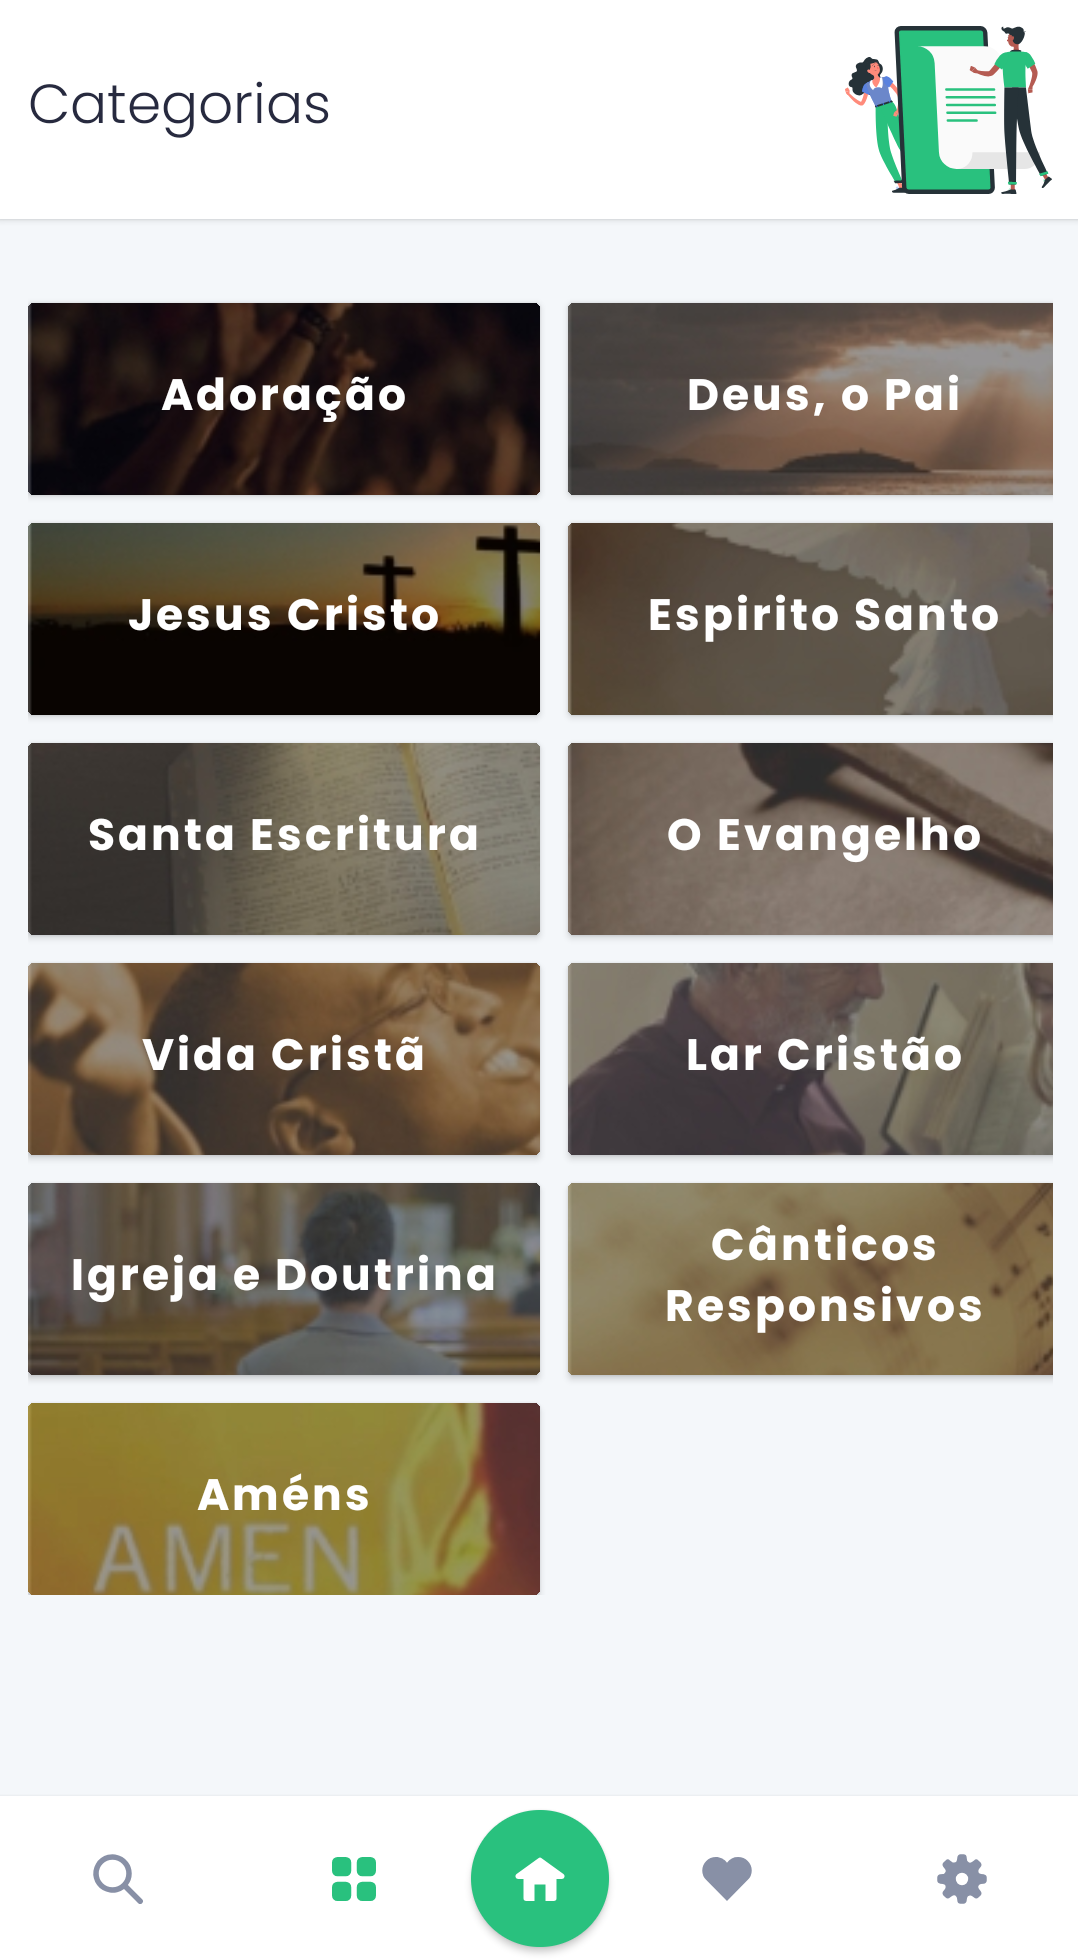 Categorias
Adoração
Deus, o Pai
Jesus Cristo
Espirito Santo
Santa Escritura
O Evangelho
Vida Cristã
Lar Cristão
Igreja e Doutrina
Cânticos
Responsivos
Améns
AMEN